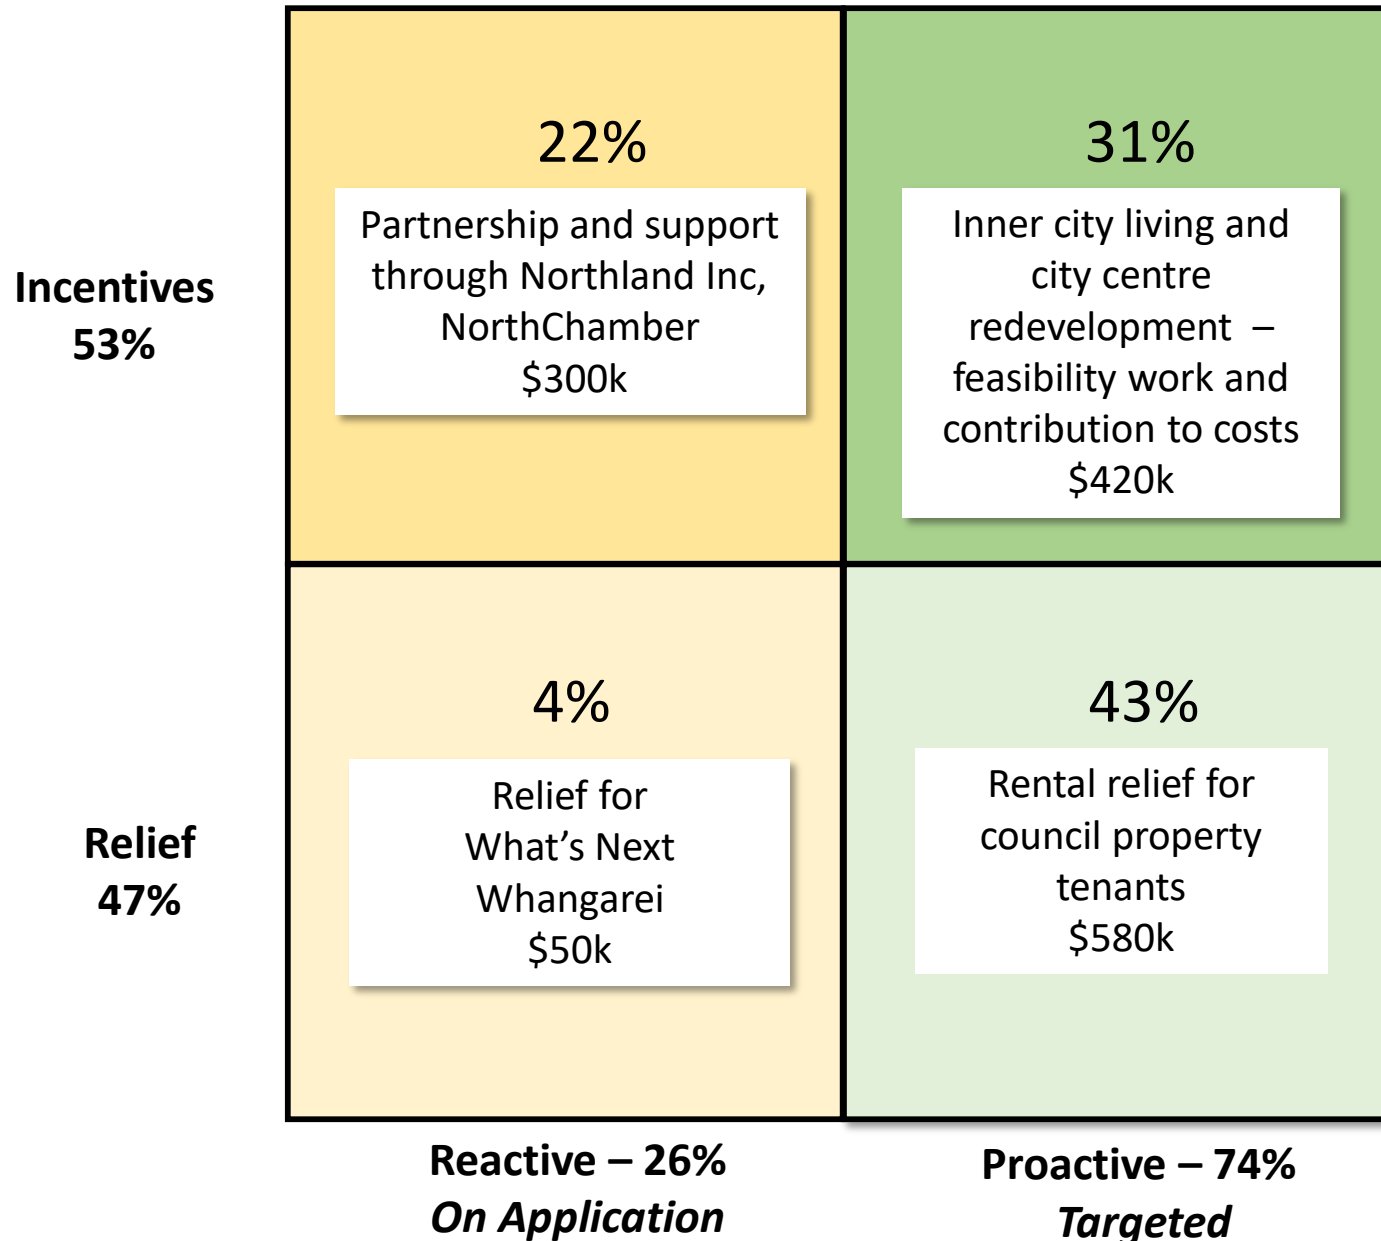 22%
Partnership and support
through Northland Inc,
NorthChamber
$300k
31%
Inner city living and
city centre
redevelopment –
feasibility work and
contribution to costs
$420k
Incentives
53%
4%
Relief for
What’s Next
Whangarei
$50k
43%
Rental relief for
council property
tenants
$580k
Relief
47%
Reactive – 26%
On Application
Proactive – 74%
Targeted